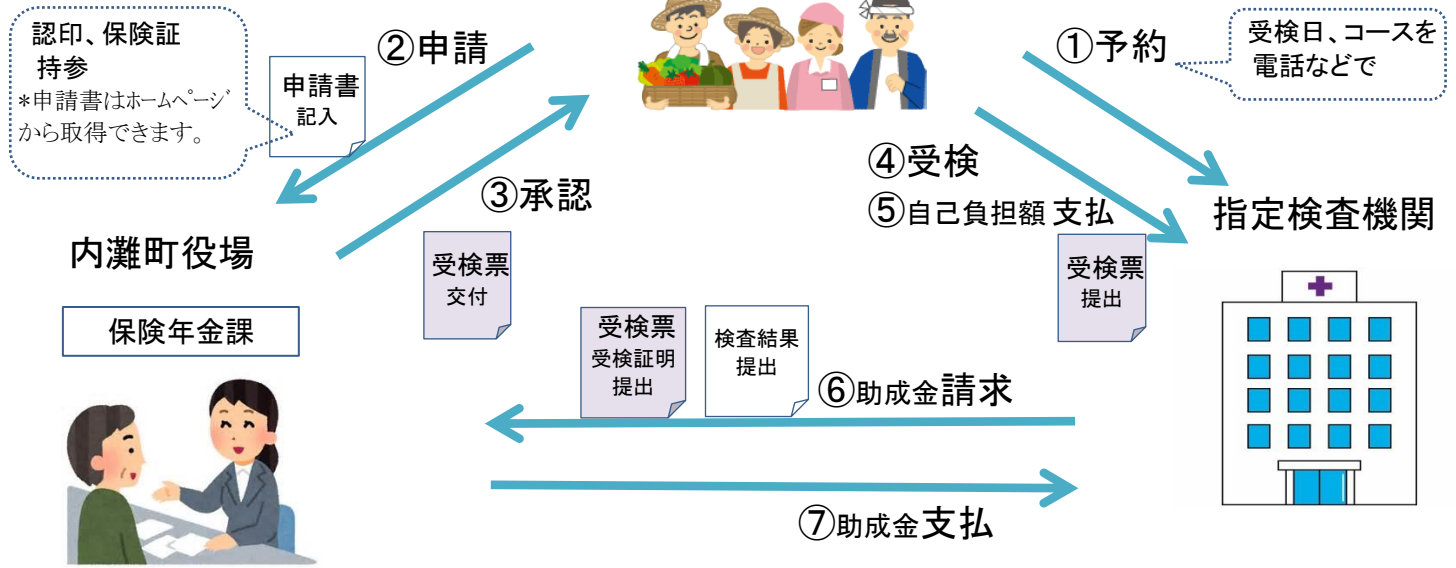 認印、保険証
持参
*申請書はホームページ
から取得できます。
申請書
記入
②申請
①予約
受検日、コースを
電話などで
③承認
④受検
⑤自己負担額 支払
内灘町役場
指定検査機関
保険年金課
受検票
交付
受検票
提出
受検票
受検証明
提出
検査結果
提出
⑥助成金請求
⑦助成金支払